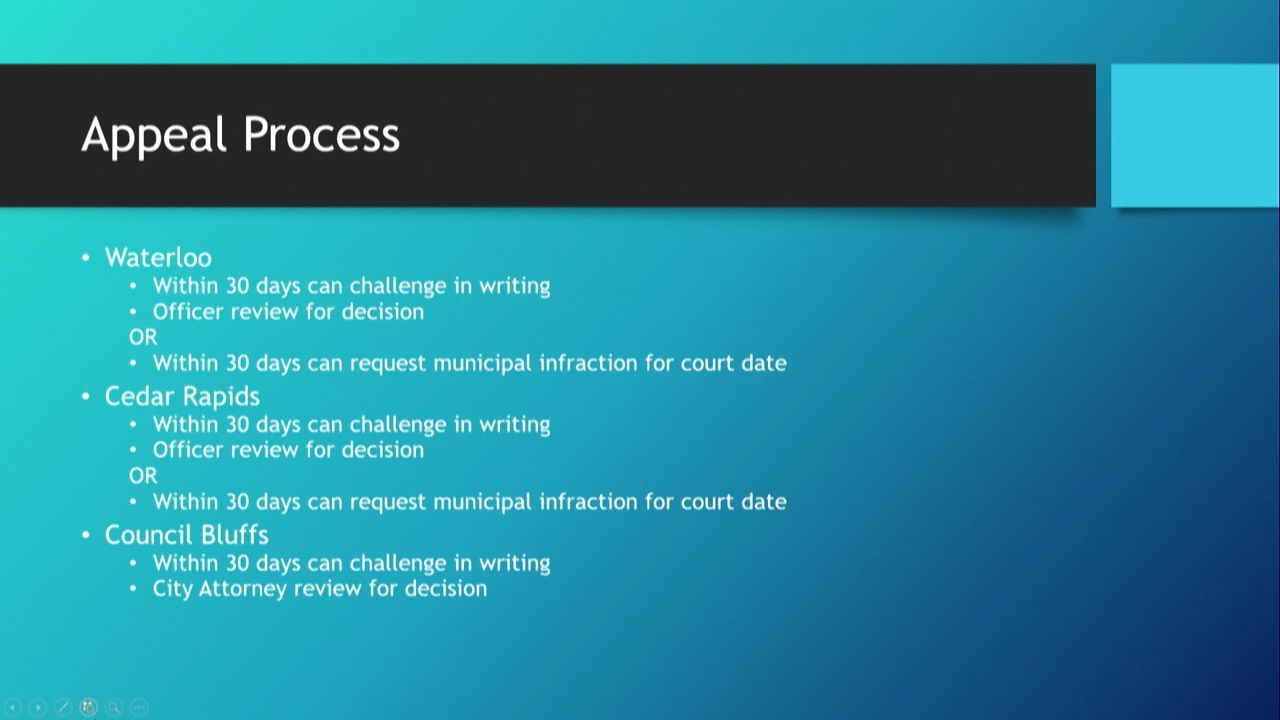 Appeal Process
• Waterloo
• Within 30 days can challenge in writing
• Officer review for decision
OR
• Within 30 days can request municipal infraction for court date
• Cedar Rapids
• Within 30 days can challenge in writing
• Officer review for decision
OR
• Within 30 days can request municipal infraction for court date
• Council Bluffs
• Within 30 days can challenge in writing
• City Attorney review for decision